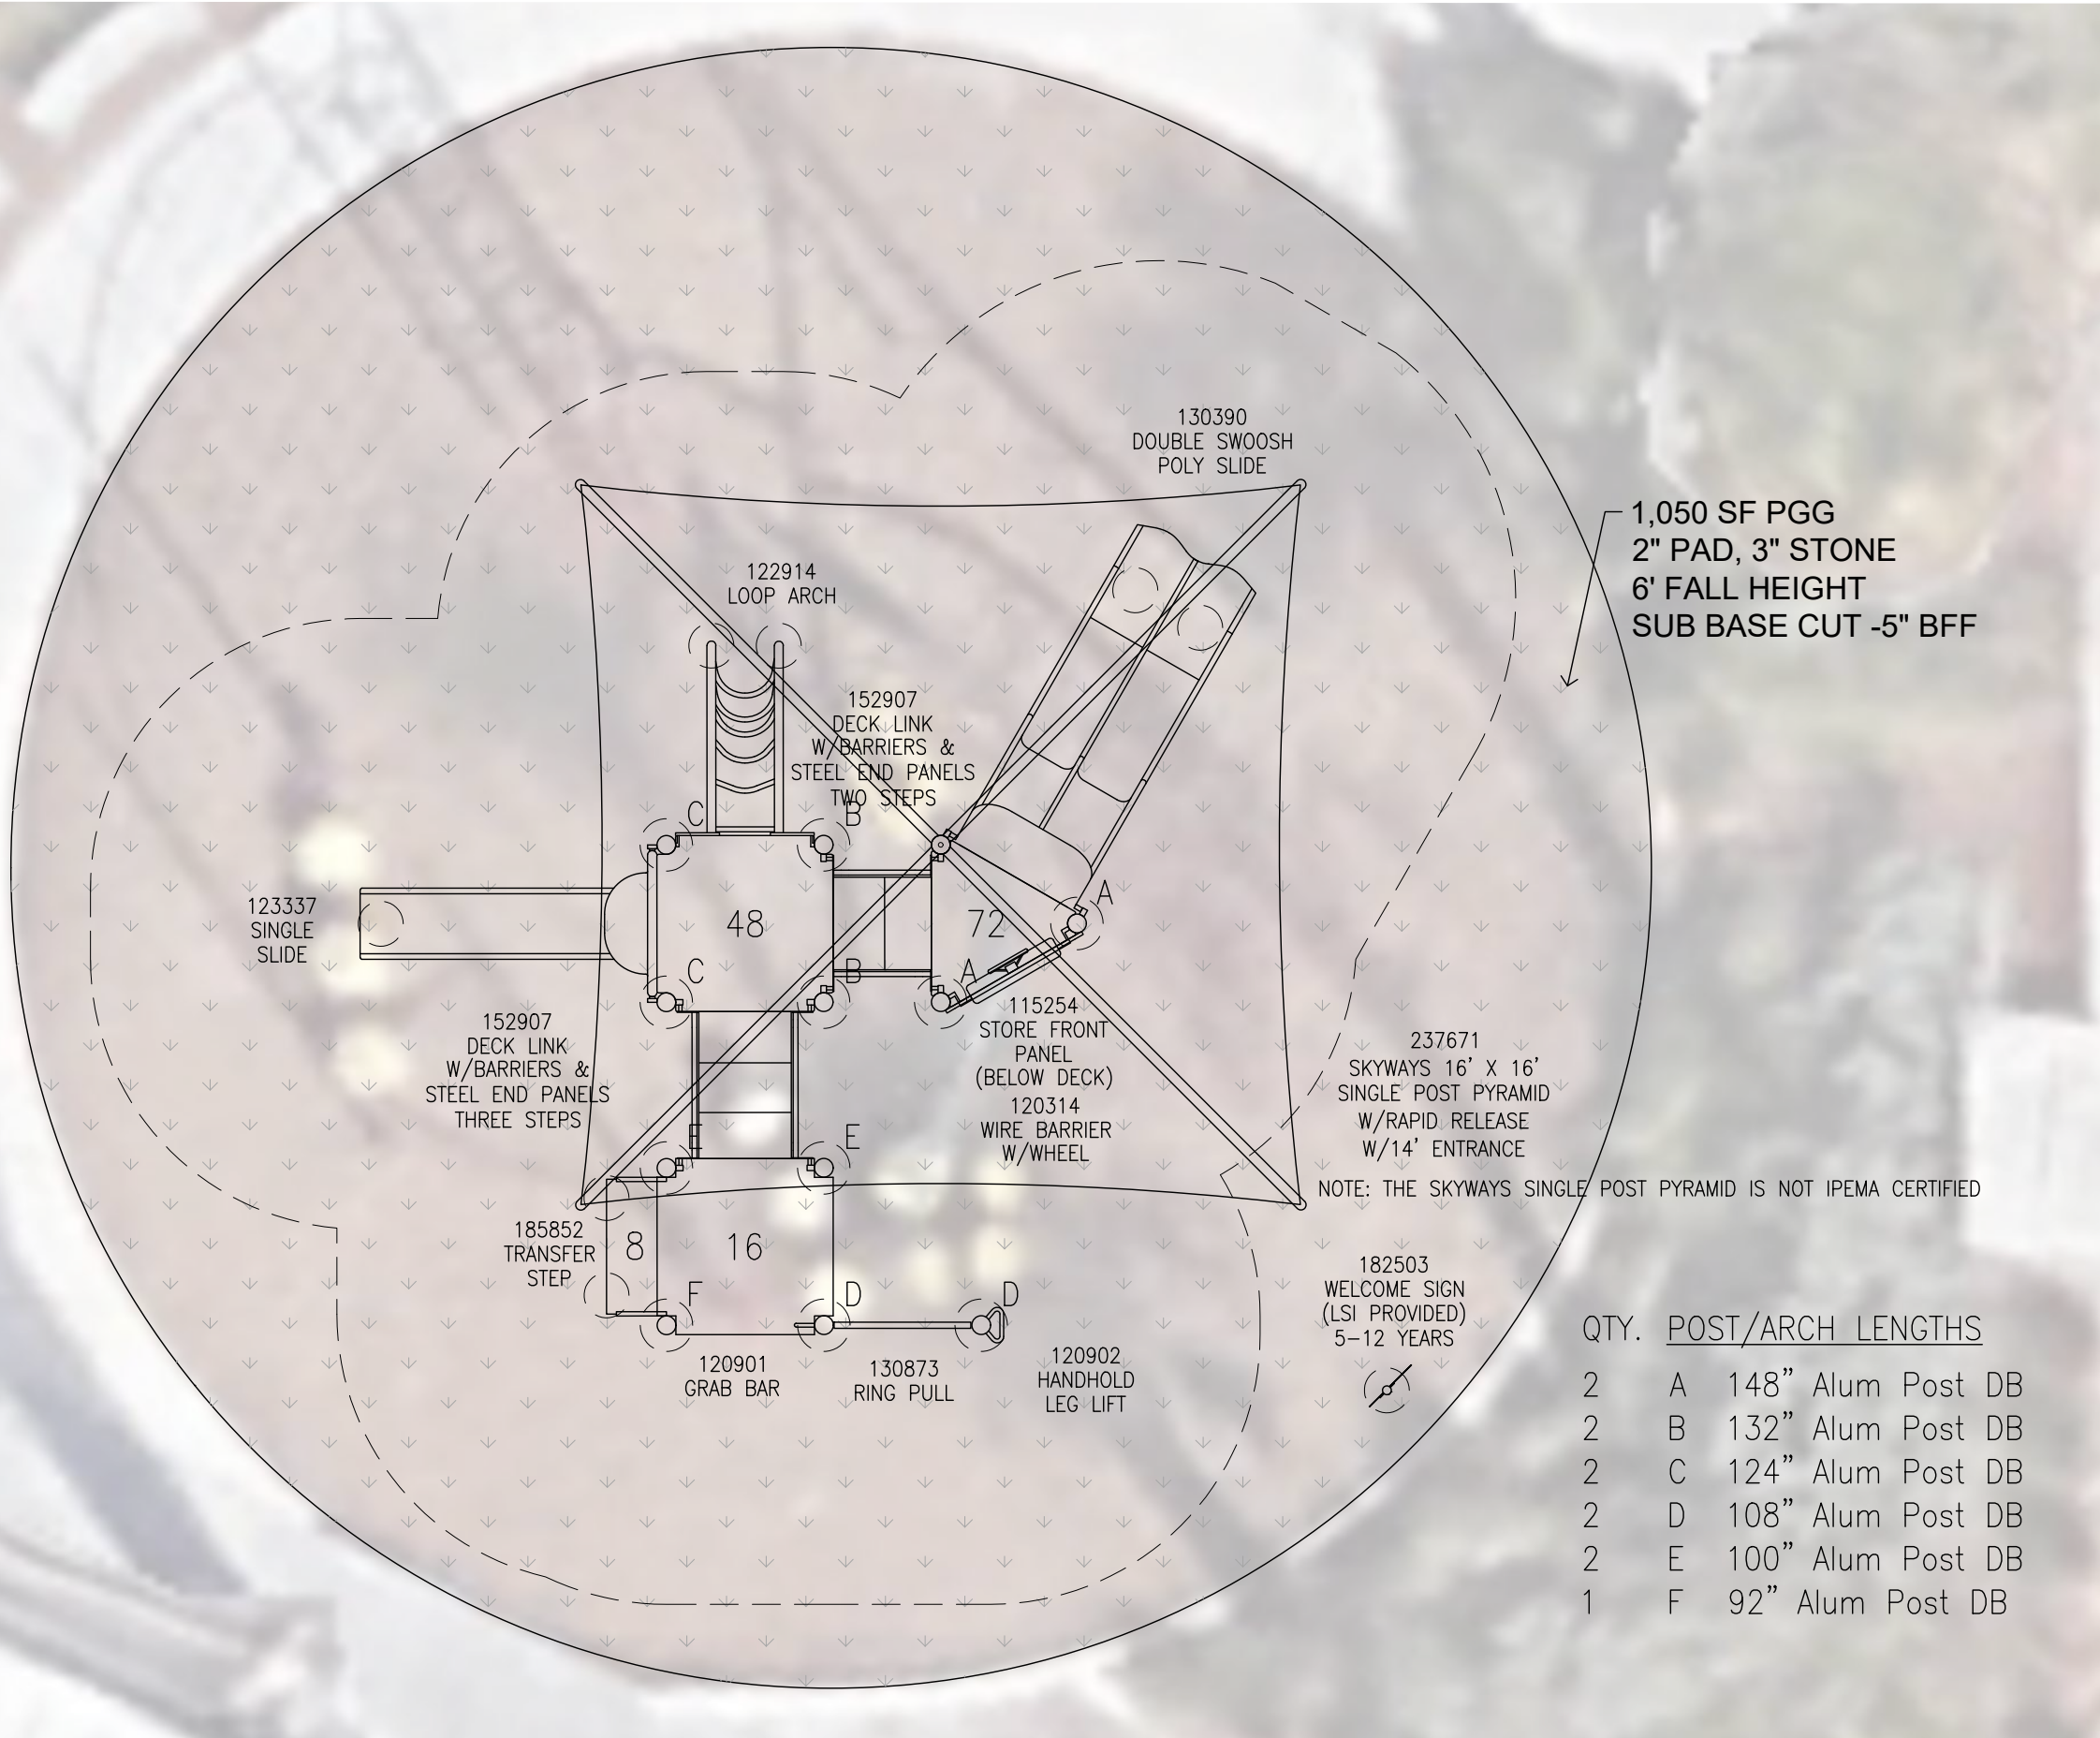 130390
DOUBLE SWOOSH
POLY SLIDE
1,050 SF PGG
2" PAD, 3" STONE
6' FALL HEIGHT
SUB BASE CUT -5" BFF
122914
LOOP ARCH
152907
DECK LINK
W/BARRIERS &
STEEL END PANELS
TWO STEPS
C
B
123337
SINGLE
SLIDE
48
72
A
C
B
A
152907
DECK LINK
W/BARRIERS &
STEEL END PANELS
THREE STEPS
115254
STORE FRONT
PANEL
(BELOW DECK)
120314
WIRE BARRIER
W/WHEEL
237671
SKYWAYS 16' X 16'
SINGLE POST PYRAMID
W/RAPID RELEASE
W/14' ENTRANCE
NOTE: THE SKYWAYS SINGLE POST PYRAMID IS NOT IPEMA CERTIFIED
E
E
185852
TRANSFER
STEP
8
16
F
D
D
120901
GRAB BAR
130873
RING PULL
120902
HANDHOLD
LEG LIFT
182503
WELCOME SIGN
(LSI PROVIDED)
5-12 YEARS
QTY. POST/ARCH LENGTHS
2 A 148" Alum Post DB
2 B 132" Alum Post DB
2 C 124" Alum Post DB
2 D 108" Alum Post DB
2 E 100" Alum Post DB
1 F 92" Alum Post DB